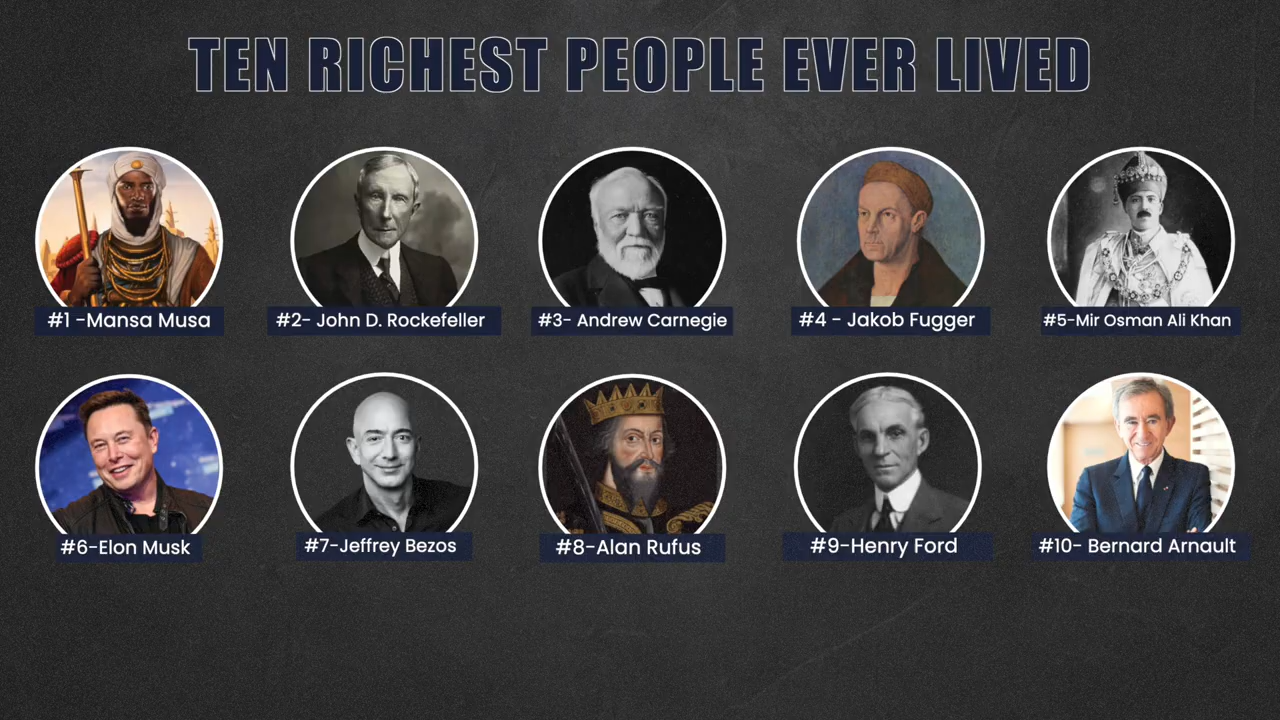 TEN RICHEST PEOPLE EVER LIVED
#1 -Mansa Musa
#2- John D. Rockefeller
#3- Andrew Carnegie
#4 - Jakob Fugger
#5-Mir Osman Ali Khan
#6-Elon Musk
#7-Jeffrey Bezos
#8-Alan Rufus
#9-Henry Ford
#10- Bernard Arnault